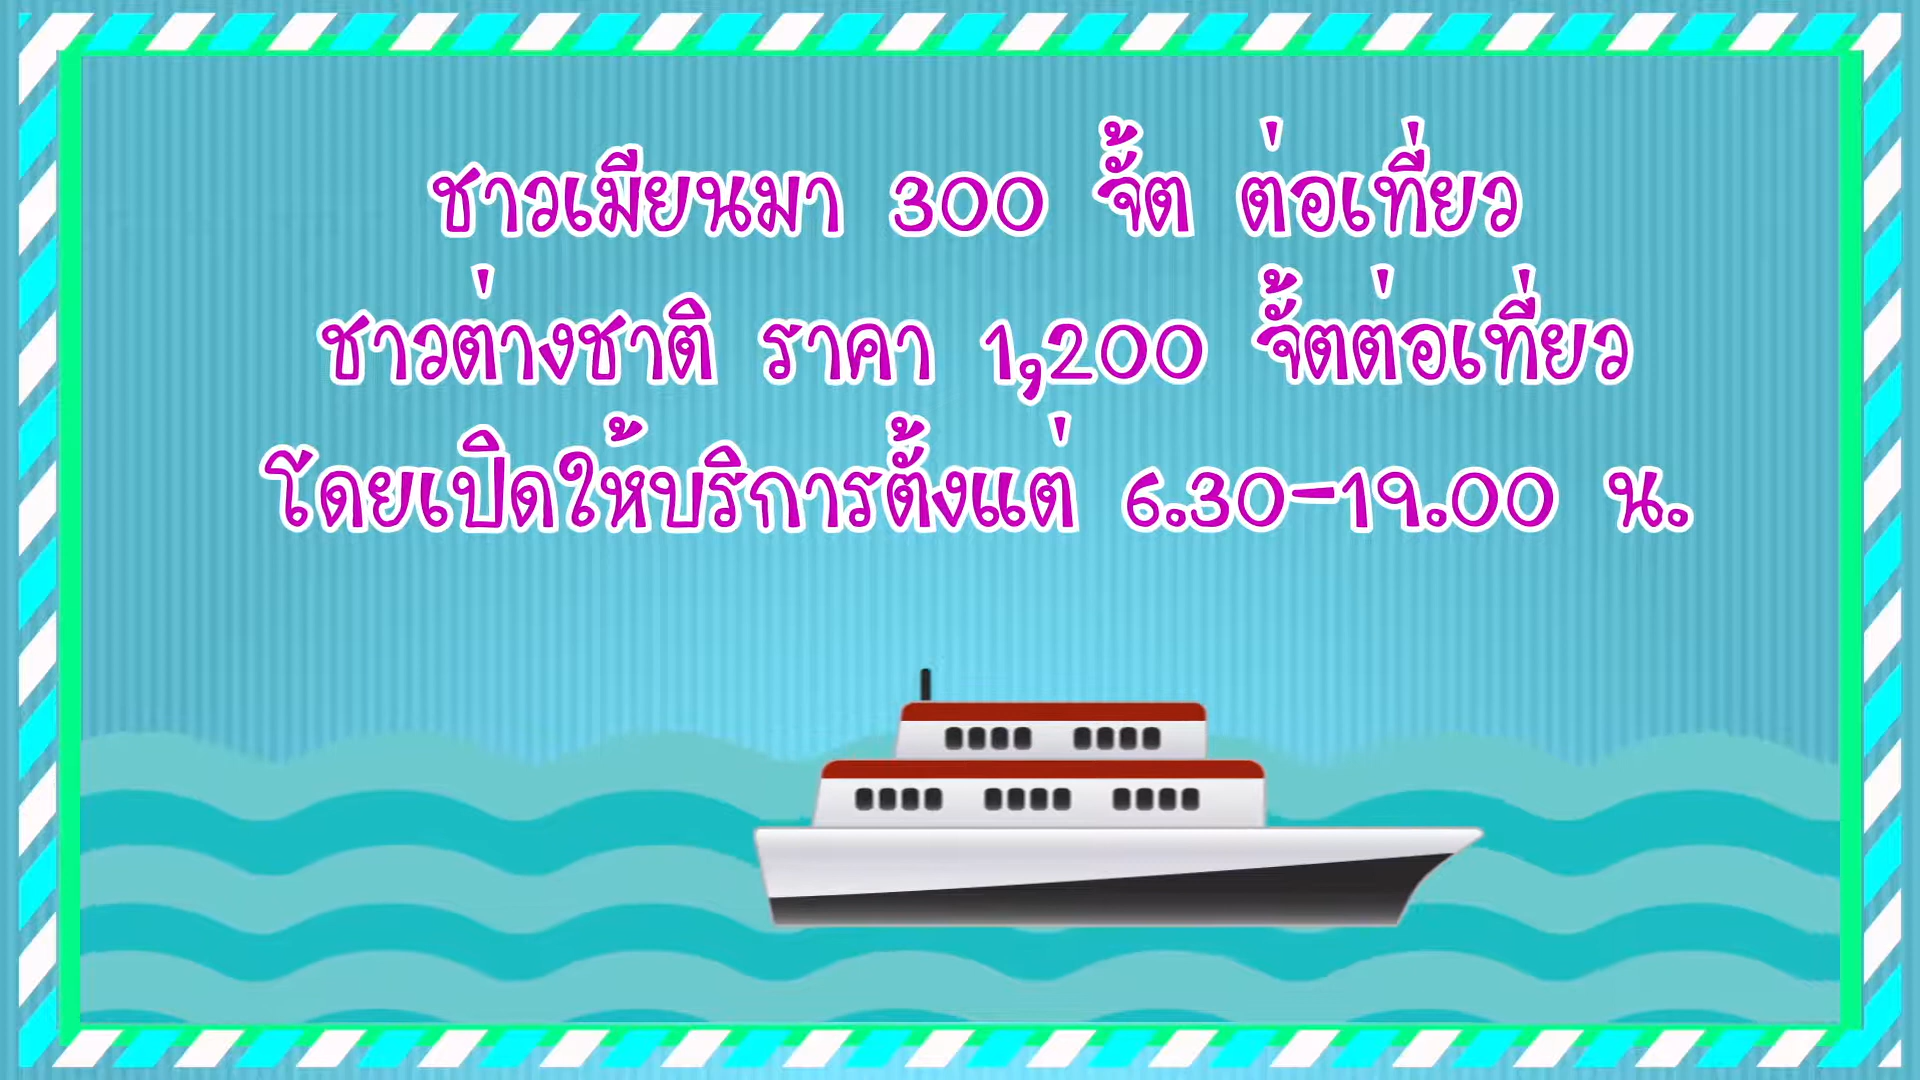 ชาวเมียนมา 300 จั้ต ต่อเที่ยว
ชาวต่างชาติ ราคา 1,200 จั้ตต่อเที่ยว
โดยเปิดให้บริการตั้งแต่ 6.30-19.00 น.